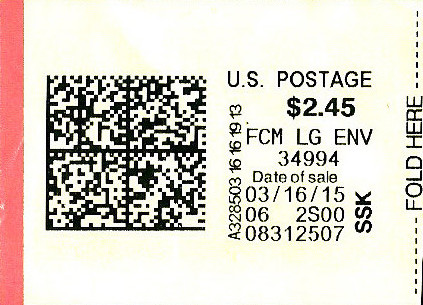 U.S. POSTAGE
$2.45
FCM LG ENV
34994
Date of sale
03/16/15
06 2S00
08312507
SSK
A328503 16 16 19 13
FOLD HERE